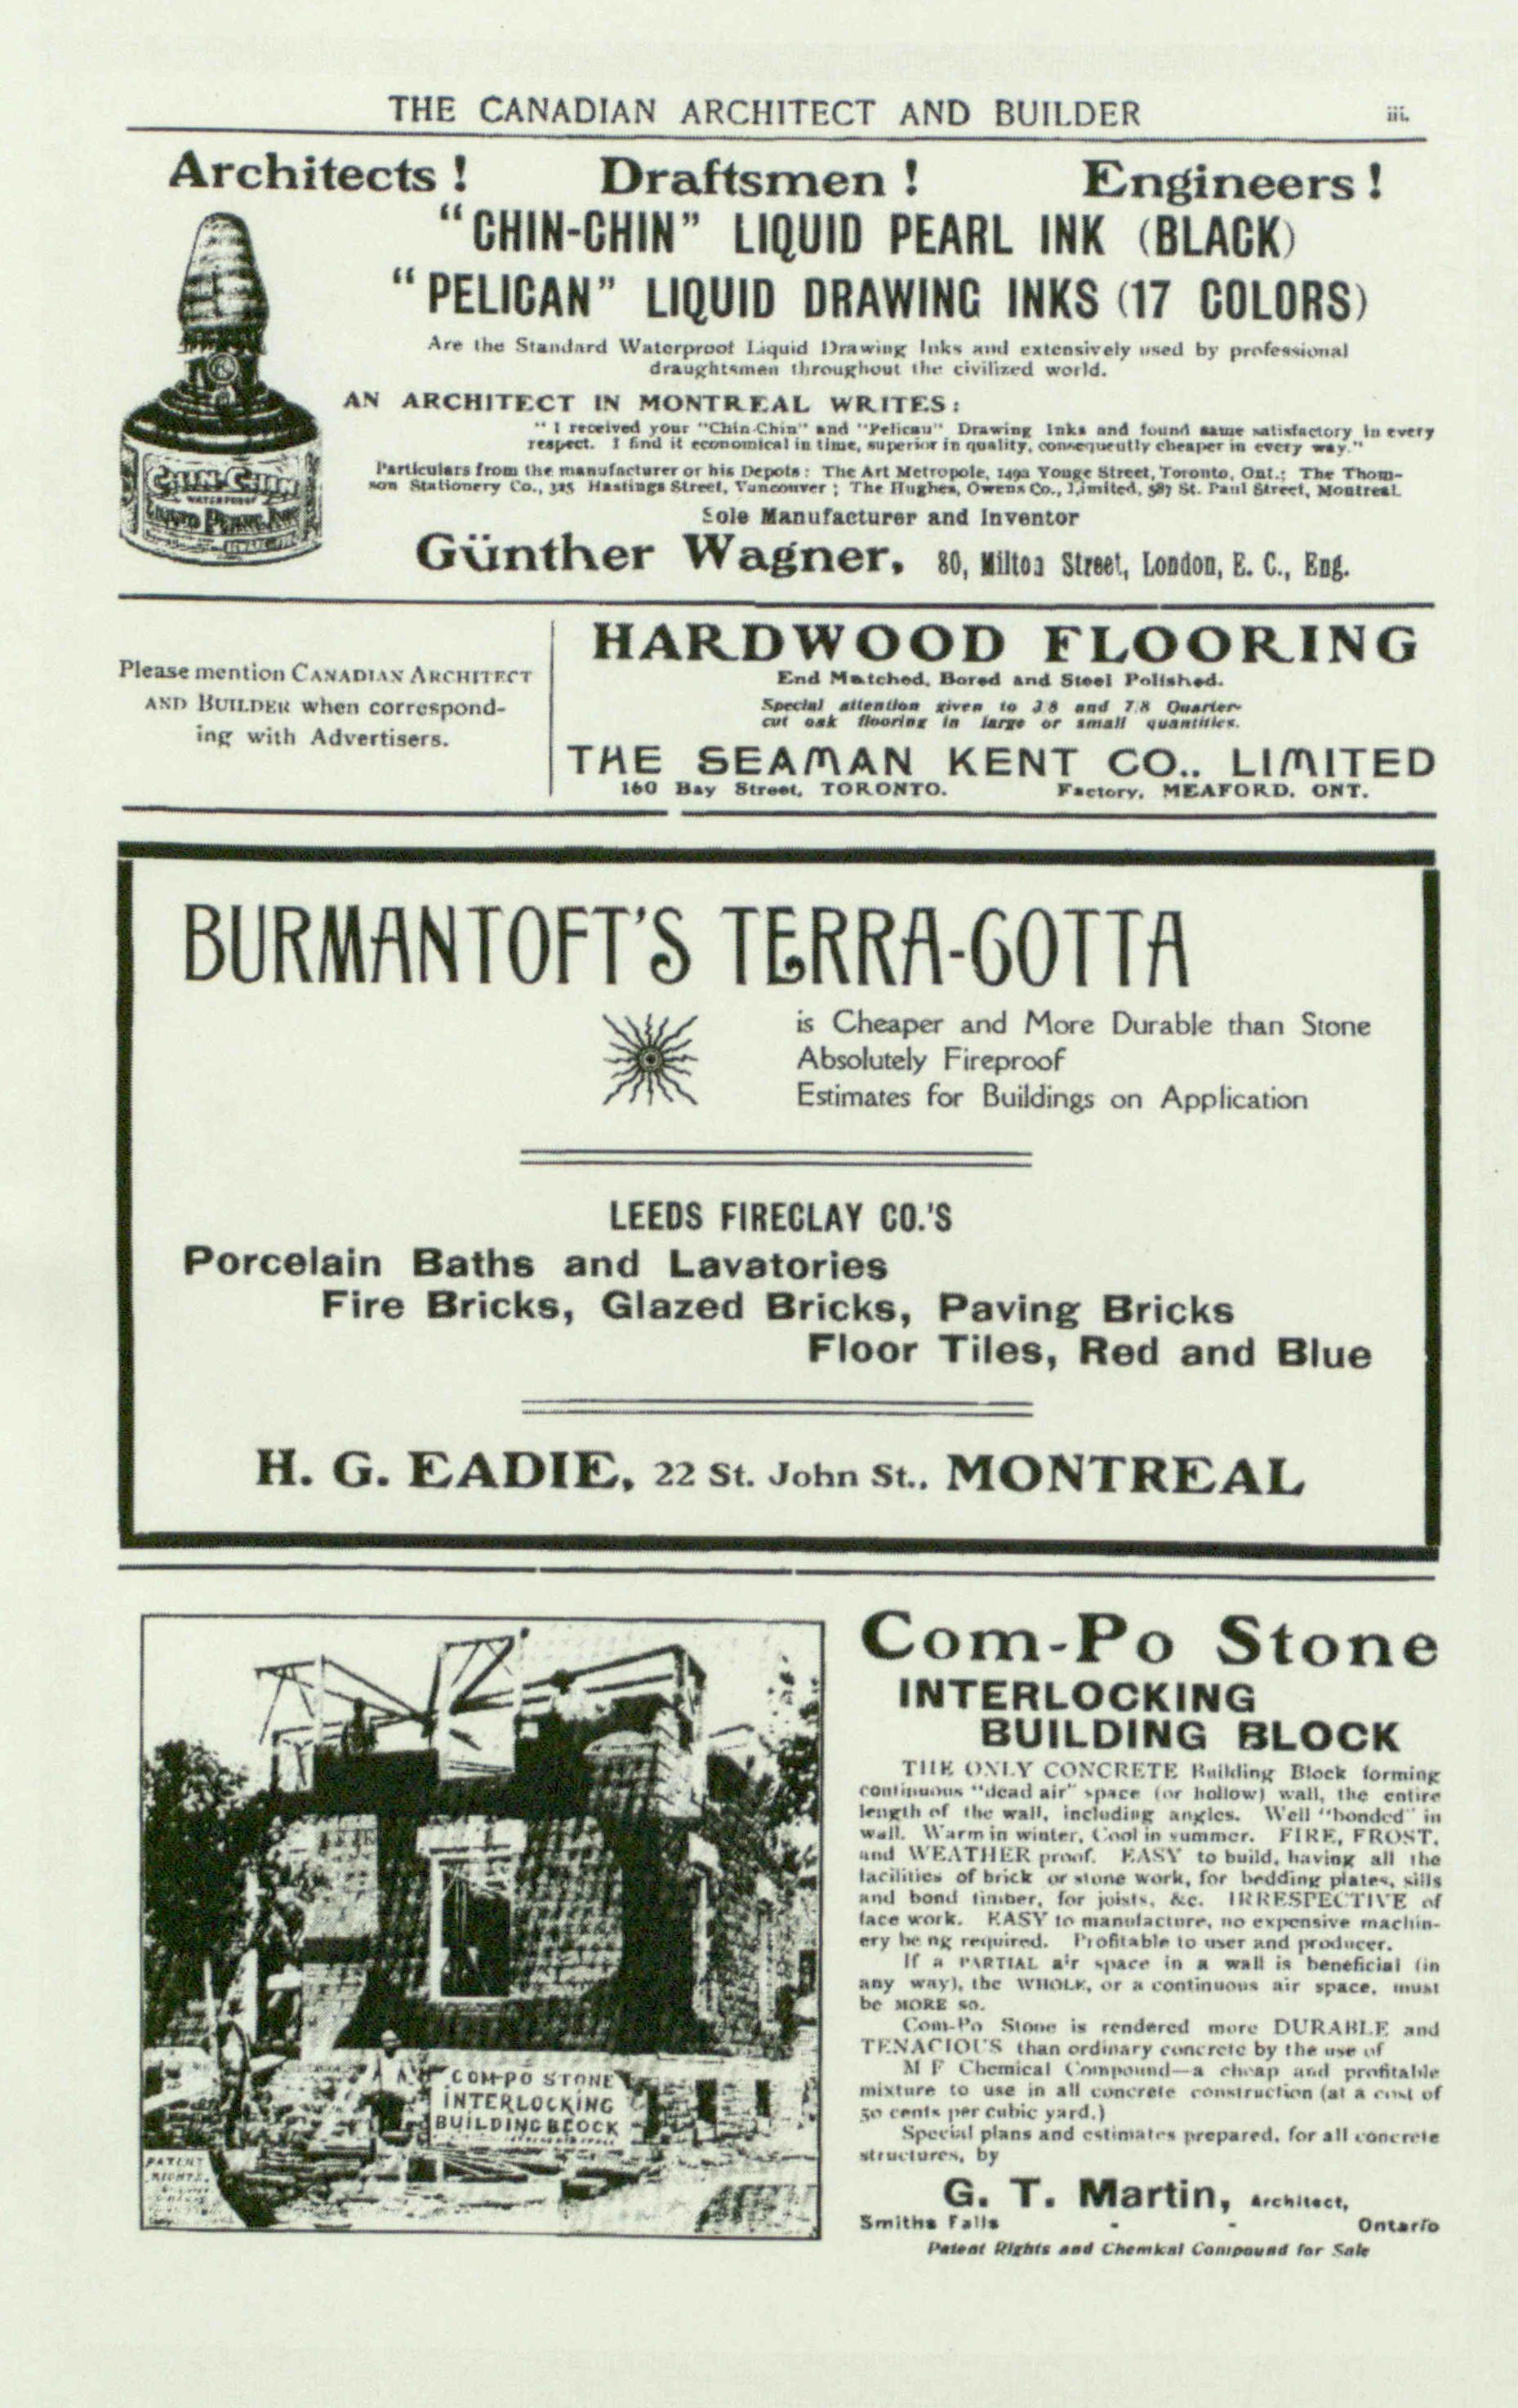 THE CANADIAN ARCHITECT AND BUILDER iii.
Architects ! Draftsmen ! Engineers !
"CHIN-CHIN" LIQUID PEARL INK (BLACK)
"PELICAN" LIQUID DRAWING INKS (17 COLORS)
Are the Standard Waterproof Liquid Drawing Inks and extensively used by professional
draughtsmen throughout the civilized world.
AN ARCHITECT IN MONTREAL WRITES:
"I received your "Chin-Chin" and "Pelican" Drawing Inks and found same satisfactory in every
respect. I find it economical in time, superior in quality, consequently cheaper in every way."
Particulars from the manufacturer or his Depots: The Art Metropole, 149a Yonge Street, Toronto, Ont.; The Thom-
son Stationery Co., 325 Hastings Street, Vancouver; The Hughes, Owens Co., Limited, 587 St. Paul Street, Montreal.
Sole Manufacturer and Inventor
Günther Wagner, 80, Milton Street, London, E. C., Eng.
CHIN-CHIN
WATERPROOF
LIQUID PEARL INK
Please mention CANADIAN ARCHITECT
AND BUILDER when correspond-
ing with Advertisers.
HARDWOOD FLOORING
End Matched, Bored and Steel Polished.
Special attention given to 3/8 and 7/8 Quarter-
cut oak flooring in large or small quantities.
THE SEAMAN KENT CO., LIMITED
160 Bay Street, TORONTO. Factory, MEAFORD, ONT.
BURMANTOFT'S TERRA-COTTA
is Cheaper and More Durable than Stone
Absolutely Fireproof
Estimates for Buildings on Application
LEEDS FIRECLAY CO.'S
Porcelain Baths and Lavatories
Fire Bricks, Glazed Bricks, Paving Bricks
Floor Tiles, Red and Blue
H. G. EADIE, 22 St. John St., MONTREAL
COM-PO STONE
INTERLOCKING
BUILDING BLOCK
PATENT
RIGHTS.
Com-Po Stone
INTERLOCKING
BUILDING BLOCK
THE ONLY CONCRETE Building Block forming
continuous "dead air" space (or hollow) wall, the entire
length of the wall, including angles. Well "bonded" in
wall. Warm in winter, Cool in summer. FIRE, FROST,
and WEATHER proof. EASY to build, having all the
facilities of brick or stone work, for bedding plates, sills
and bond timber, for joists, &c. IRRESPECTIVE of
face work. EASY to manufacture, no expensive machin-
ery be ng required. Profitable to user and producer.
If a PARTIAL air space in a wall is beneficial (in
any way), the WHOLE, or a continuous air space, must
be MORE so.
Com-Po Stone is rendered more DURABLE and
TENACIOUS than ordinary concrete by the use of
M F Chemical Compound—a cheap and profitable
mixture to use in all concrete construction (at a cost of
50 cents per cubic yard.)
Special plans and estimates prepared, for all concrete
structures, by
G. T. Martin, Architect,
Smiths Falls - - Ontario
Patent Rights and Chemical Compound for Sale